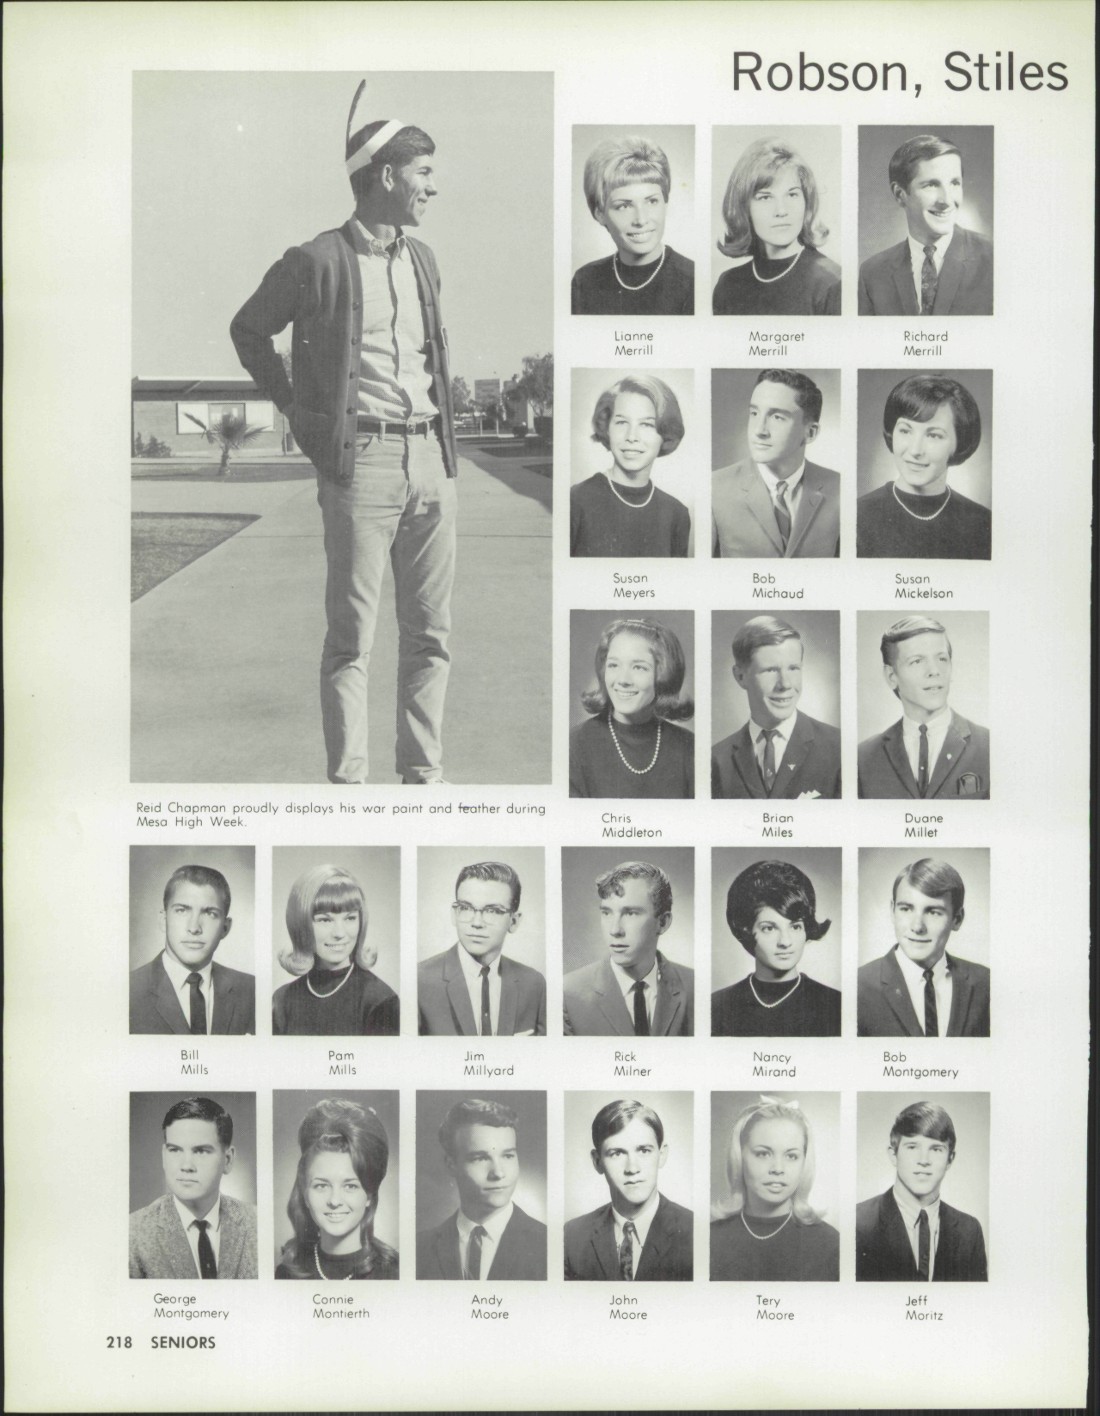 Robson, Stiles
Lianne
Merrill
Margaret
Merrill
Richard
Merrill
Susan
Meyers
Bob
Michaud
Susan
Mickelson
Reid Chapman proudly displays his war paint and feather during
Mesa High Week.
Chris
Middleton
Brian
Miles
Duane
Millet
Bill
Mills
Pam
Mills
Jim
Millyard
Rick
Milner
Nancy
Mirand
Bob
Montgomery
George
Montgomery
Connie
Montierth
Andy
Moore
John
Moore
Tery
Moore
Jeff
Moritz
218 SENIORS